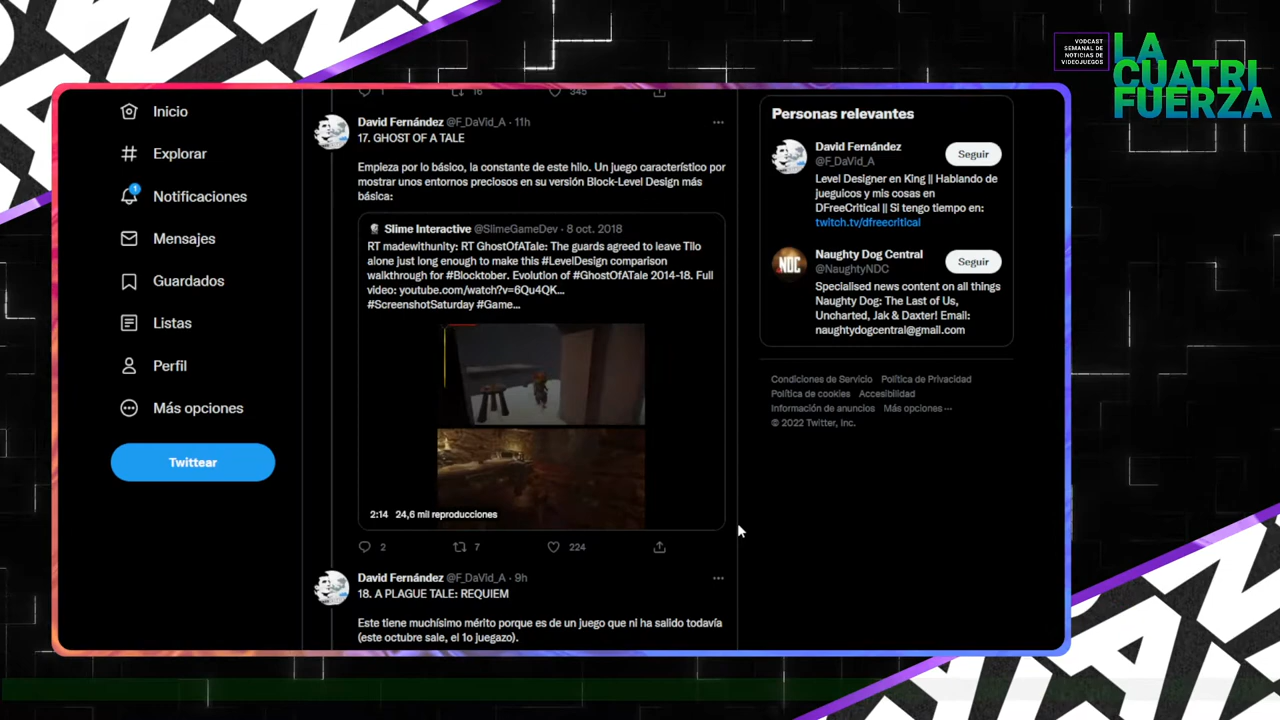 VODCAST
SEMANAL DE
NOTICIAS DE
VIDEOJUEGOS
LA
CUATRI
FUERZA
Inicio
Explorar
1
Notificaciones
Mensajes
Guardados
Listas
Perfil
Más opciones
Twittear
1 16 345
David Fernández @F_DaVid_A · 11h
17. GHOST OF A TALE
Empieza por lo básico, la constante de este hilo. Un juego característico por
mostrar unos entornos preciosos en su versión Block-Level Design más
básica:
Slime Interactive @SlimeGameDev · 8 oct. 2018
RT madewithunity: RT GhostOfATale: The guards agreed to leave Tilo
alone just long enough to make this #LevelDesign comparison
walkthrough for #Blocktober. Evolution of #GhostOfATale 2014-18. Full
video: youtube.com/watch?v=6Qu4QK...
#ScreenshotSaturday #Game...
2:14 24,6 mil reproducciones
2 7 224
David Fernández @F_DaVid_A · 9h
18. A PLAGUE TALE: REQUIEM
Este tiene muchísimo mérito porque es de un juego que ni ha salido todavía
(este octubre sale, el 1o juegazo).
Personas relevantes
David Fernández
@F_DaVid_A
Seguir
Level Designer en King || Hablando de
jueguicos y mis cosas en
DFreeCritical || Si tengo tiempo en:
twitch.tv/dfreecritical
NDC
Naughty Dog Central
@NaughtyNDC
Seguir
Specialised news content on all things
Naughty Dog: The Last of Us,
Uncharted, Jak & Daxter! Email:
naughtydogcentral@gmail.com
Condiciones de Servicio Política de Privacidad
Política de cookies Accesibilidad
Información de anuncios Más opciones ···
© 2022 Twitter, Inc.